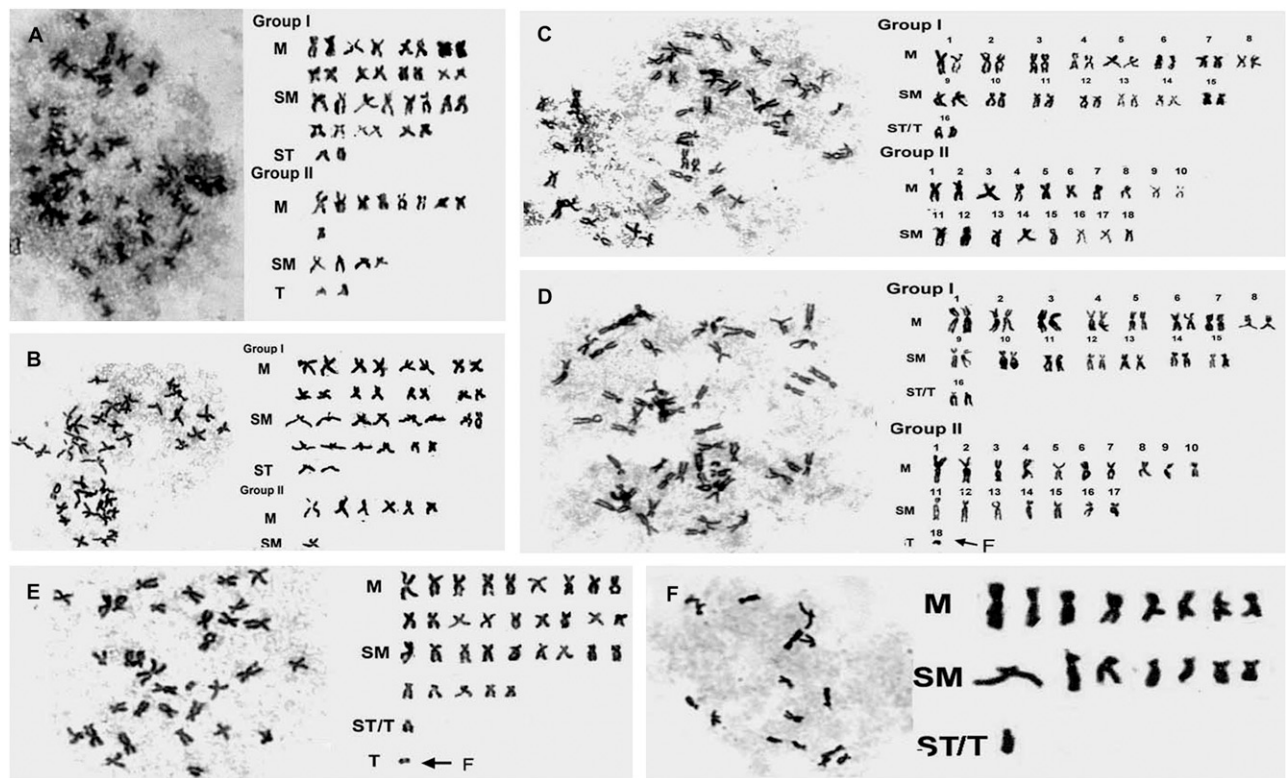 A
Group I
M
SM
ST
Group II
M
SM
T
B
Group I
M
SM
ST
Group II
M
SM
C
Group I
1 2 3 4 5 6 7 8
M
9 10 11 12 13 14 15
SM
16
ST/T
Group II
1 2 3 4 5 6 7 8 9 10
M
11 12 13 14 15 16 17 18
SM
D
Group I
1 2 3 4 5 6 7 8
M
9 10 11 12 13 14 15
SM
16
ST/T
Group II
1 2 3 4 5 6 7 8 9 10
M
11 12 13 14 15 16 17
SM
18
T F
E
M
SM
ST/T
T F
F
M
SM
ST/T